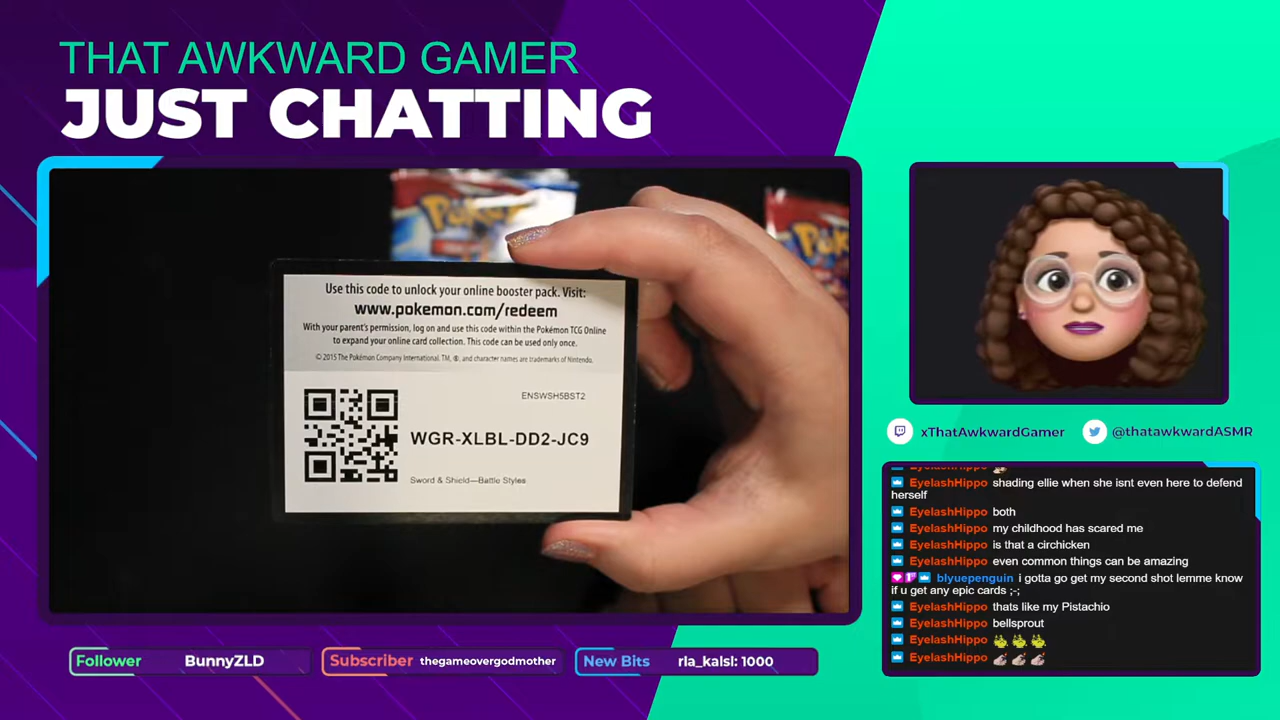 THAT AWKWARD GAMER
JUST CHATTING
Use this code to unlock your online booster pack. Visit:
www.pokemon.com/redeem
With your parent's permission, log on and use this code within the Pokémon TCG Online
to expand your online card collection. This code can be used only once.
© 2015 The Pokémon Company International. TM, ®, and character names are trademarks of Nintendo.
ENSWSH5BST2
WGR-XLBL-DD2-JC9
Sword & Shield—Battle Styles
xThatAwkwardGamer
@thatawkwardASMR
EyelashHippo
EyelashHippo shading ellie when she isnt even here to defend
herself
EyelashHippo both
EyelashHippo my childhood has scared me
EyelashHippo is that a circhicken
EyelashHippo even common things can be amazing
blyuepenguin i gotta go get my second shot lemme know
if u get any epic cards ;-;
EyelashHippo thats like my Pistachio
EyelashHippo bellsprout
EyelashHippo
EyelashHippo
Follower BunnyZLD
Subscriber thegameovergodmother
New Bits rla_kalsl: 1000